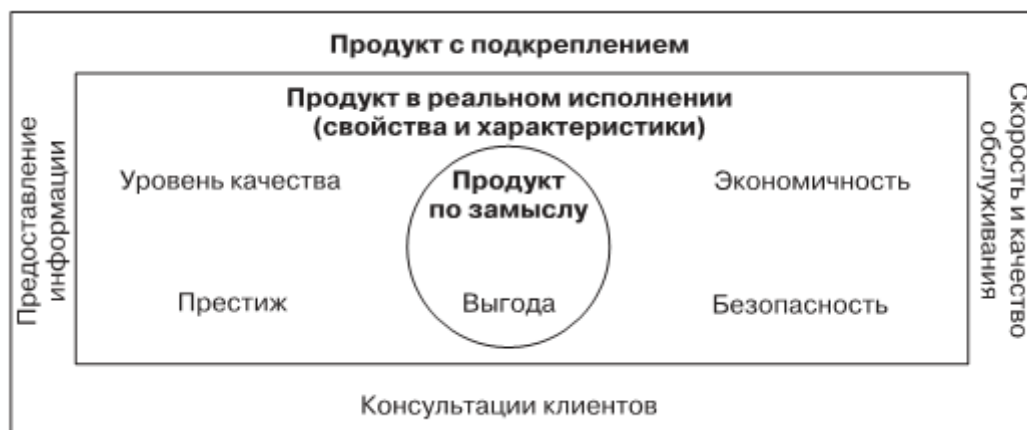 Продукт с подкреплением
Продукт в реальном исполнении
(свойства и характеристики)
Предоставление
информации
Скорость и качество
обслуживания
Уровень качества
Продукт
по замыслу
Экономичность
Престиж
Выгода
Безопасность
Консультации клиентов